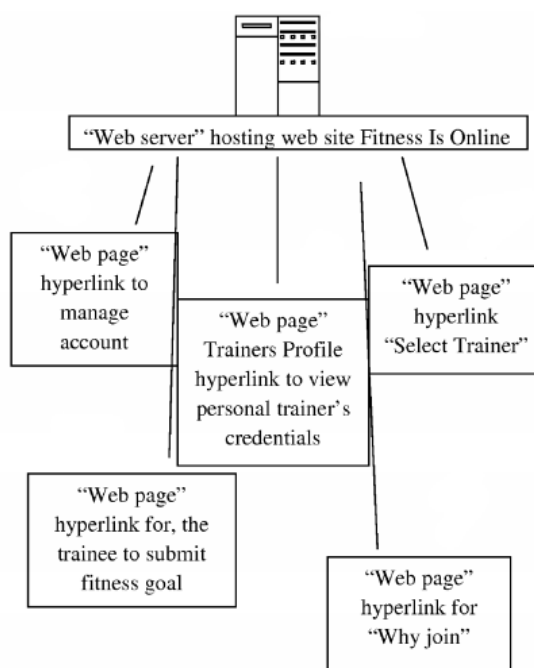 “Web server” hosting web site Fitness Is Online
“Web page”
hyperlink to
manage
account
“Web page”
Trainers Profile
hyperlink to view
personal trainer’s
credentials
“Web page”
hyperlink
“Select Trainer”
“Web page”
hyperlink for, the
trainee to submit
fitness goal
“Web page”
hyperlink for
“Why join”